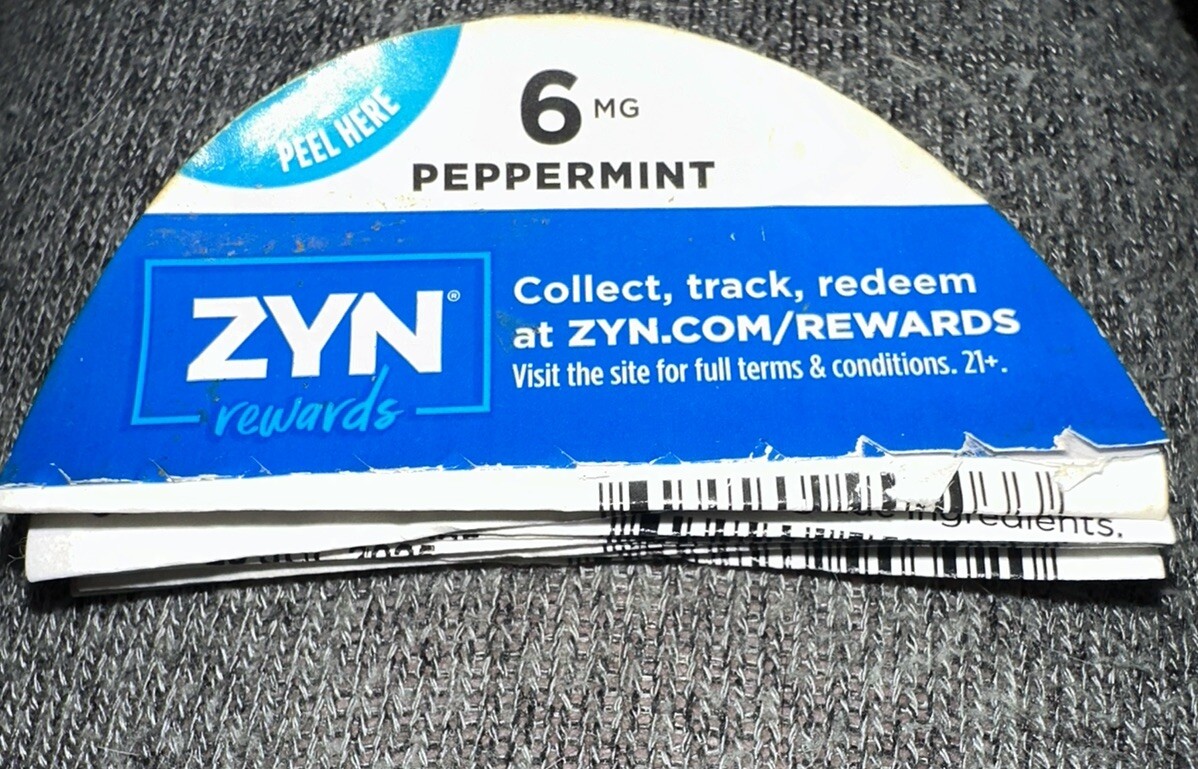 PEEL HERE
6 MG
PEPPERMINT
ZYN®
rewards
Collect, track, redeem
at ZYN.COM/REWARDS
Visit the site for full terms & conditions. 21+.
ingredients.